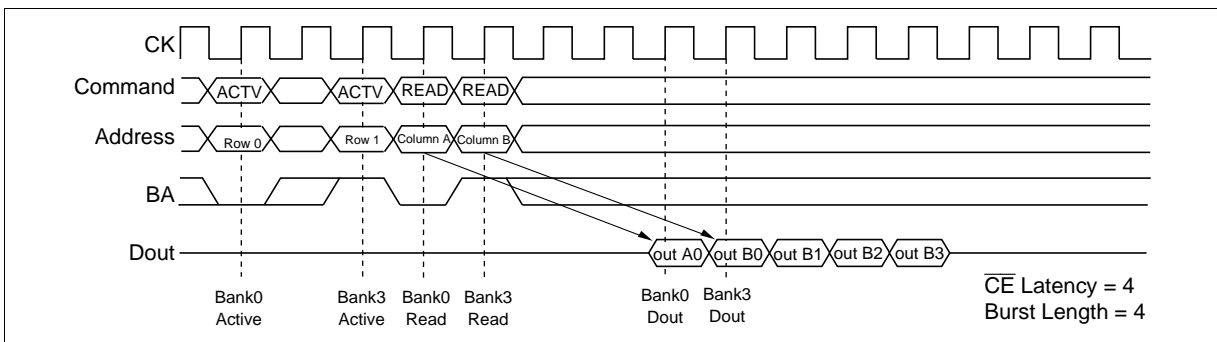 CK
Command ACTV ACTV READ READ
Address Row 0 Row 1 Column A Column B
BA
Dout out A0 out B0 out B1 out B2 out B3
Bank0 Active
Bank3 Active
Bank0 Read
Bank3 Read
Bank0 Dout
Bank3 Dout
CE Latency = 4
Burst Length = 4